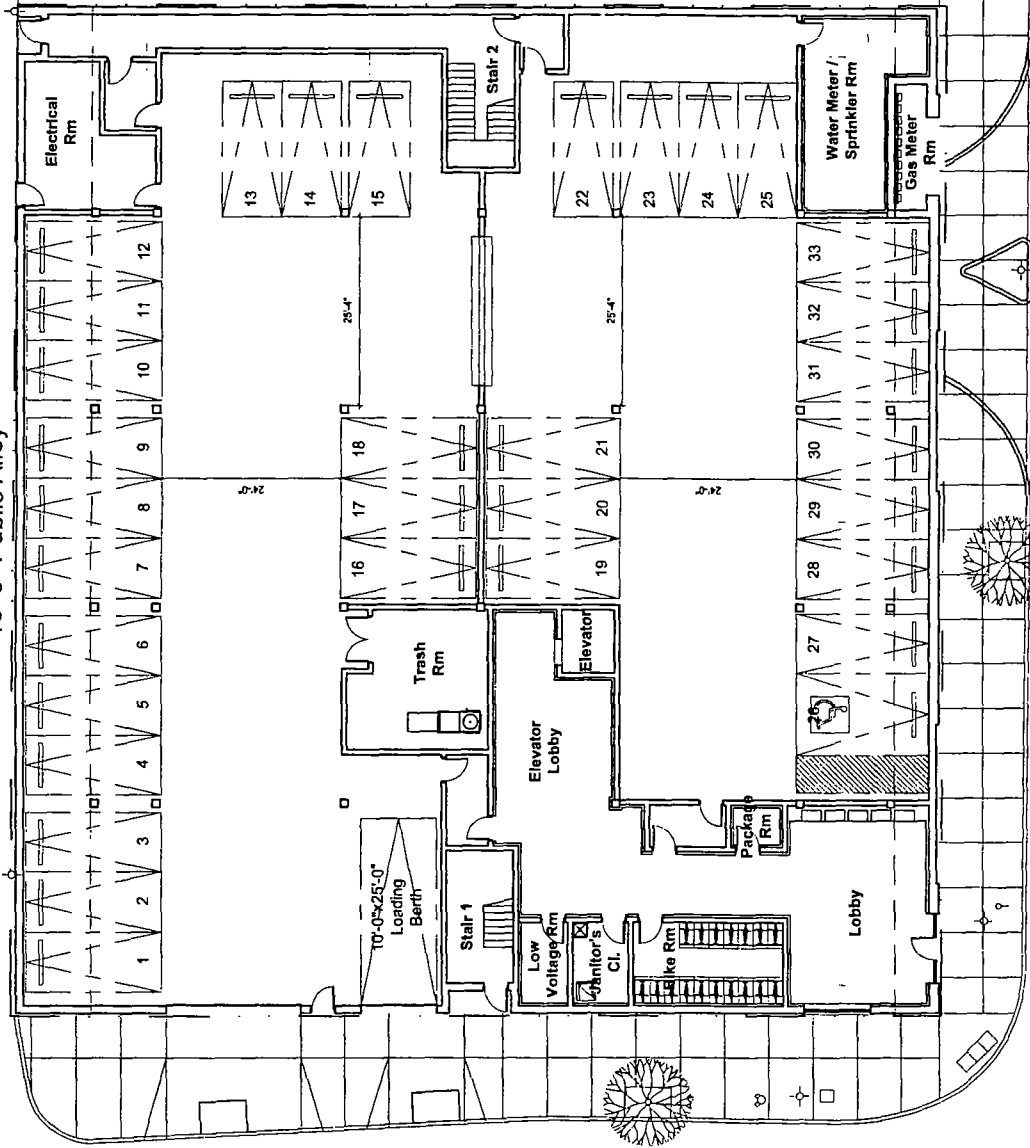 Electrical
Rm
Stair 2
Water Meter /
Sprinkler Rm
Gas Meter
Rm
13
14
15
22
23
24
25
12
11
10
9
8
7
6
5
4
3
2
1
25'-4"
25'-4"
33
32
31
30
29
28
27
26
18
17
16
21
20
19
24'-0"
24'-0"
Trash
Rm
Elevator
Elevator
Lobby
10'-0"x25'-0"
Loading
Berth
Stair 1
Low
Voltage Rm
Janitor's
Cl.
Bike Rm
Package
Rm
Lobby